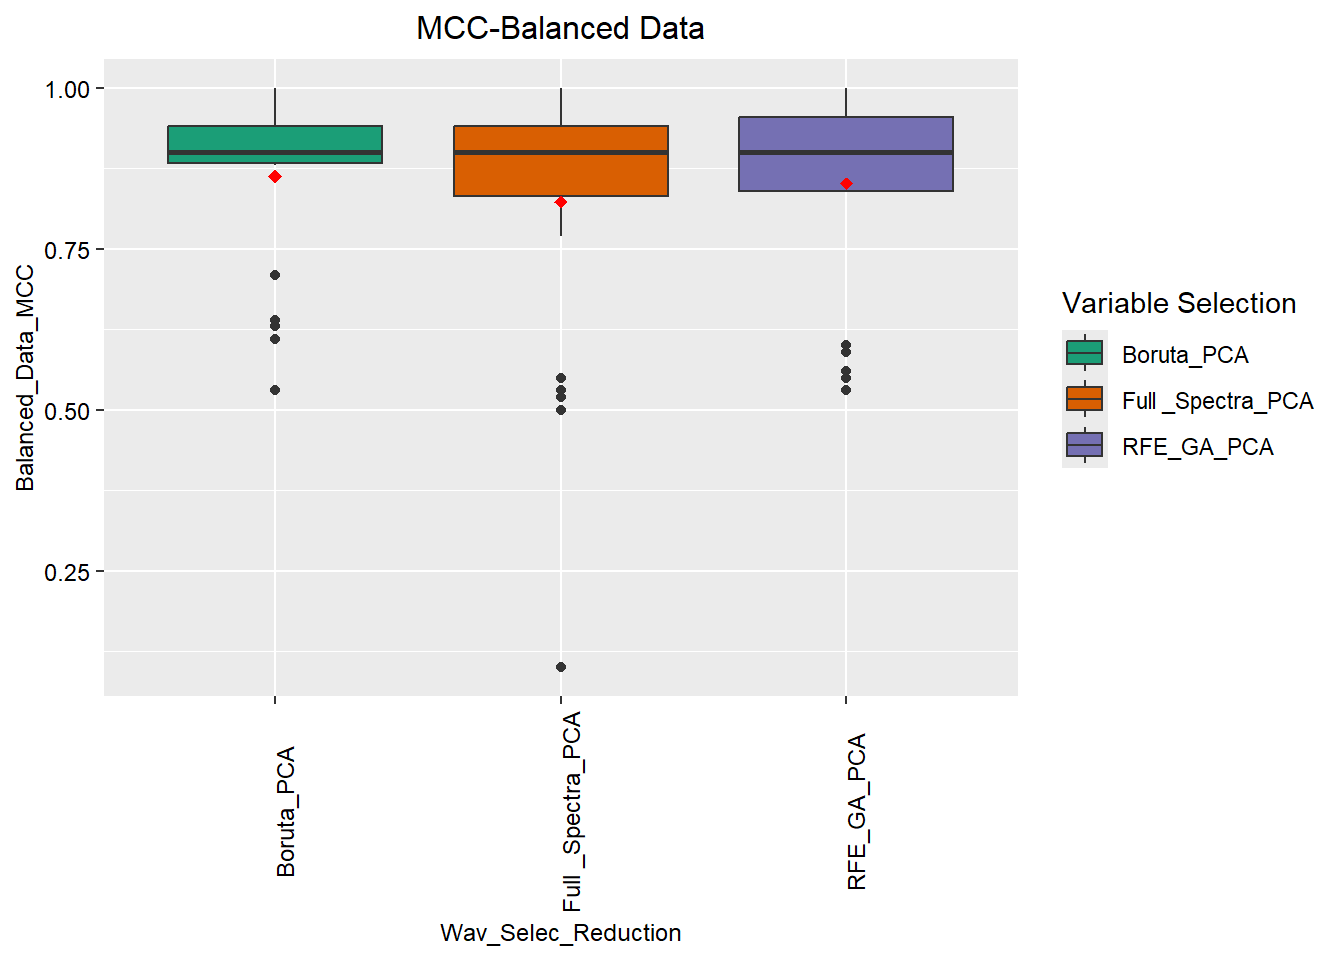 MCC-Balanced Data
1.00
0.75
0.50
0.25
Balanced_Data_MCC
Boruta_PCA
Full _Spectra_PCA
RFE_GA_PCA
Wav_Selec_Reduction
Variable Selection
Boruta_PCA
Full _Spectra_PCA
RFE_GA_PCA